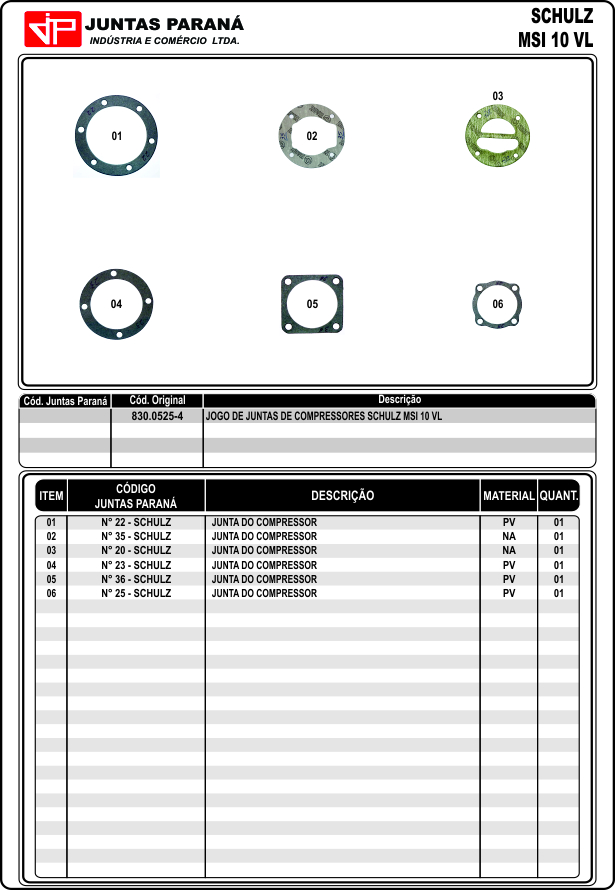 JP JUNTAS PARANÁ
INDÚSTRIA E COMÉRCIO LTDA.
SCHULZ
MSI 10 VL
01
02
03
04
05
06
Cód. Juntas Paraná Cód. Original Descrição
830.0525-4 JOGO DE JUNTAS DE COMPRESSORES SCHULZ MSI 10 VL
ITEM CÓDIGO JUNTAS PARANÁ DESCRIÇÃO MATERIAL QUANT.
01 N° 22 - SCHULZ JUNTA DO COMPRESSOR PV 01
02 N° 35 - SCHULZ JUNTA DO COMPRESSOR NA 01
03 N° 20 - SCHULZ JUNTA DO COMPRESSOR NA 01
04 N° 23 - SCHULZ JUNTA DO COMPRESSOR PV 01
05 N° 36 - SCHULZ JUNTA DO COMPRESSOR PV 01
06 N° 25 - SCHULZ JUNTA DO COMPRESSOR PV 01